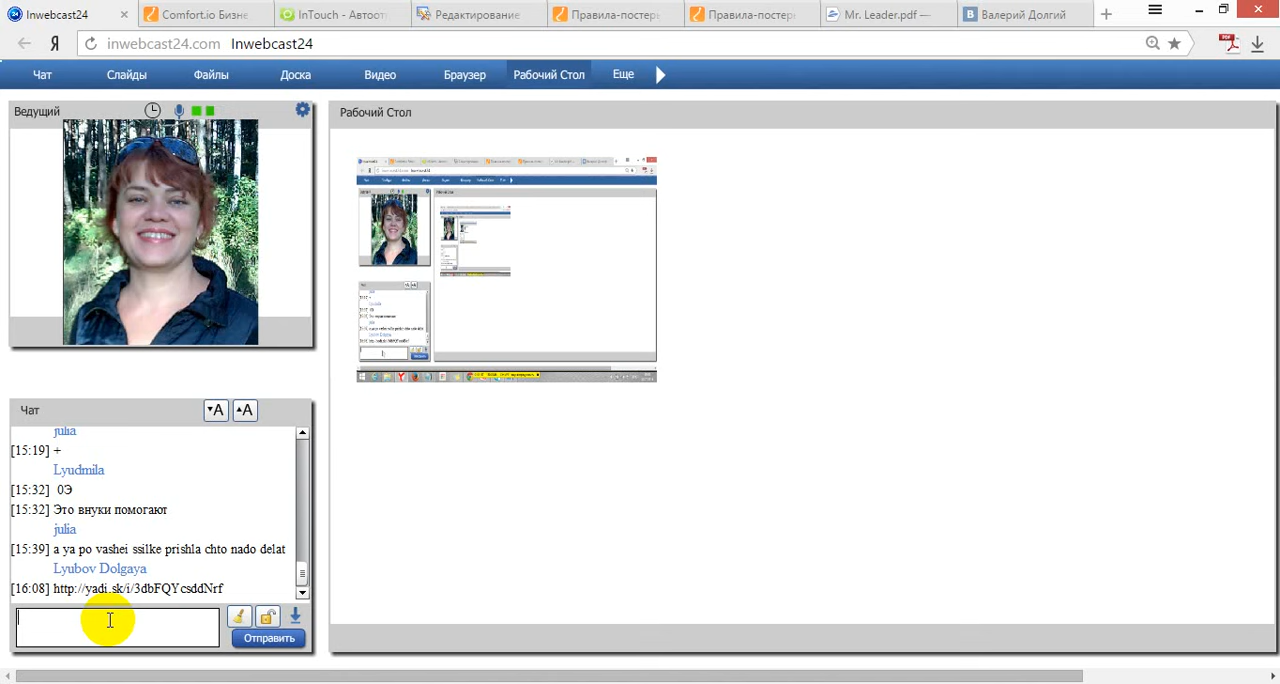 Inwebcast24
Comfort.io Бизне
InTouch - Автоот
Редактирование
Правила-постеры
Правила-постер
Mr. Leader.pdf —
Валерий Долгий
inwebcast24.com Inwebcast24
Чат
Слайды
Файлы
Доска
Видео
Браузер
Рабочий Стол
Еще
Ведущий
Рабочий Стол
Чат
▾A
▴A
julia
[15:19] +
Lyudmila
[15:32] 0Э
[15:32] Это внуки помогают
julia
[15:39] a ya po vashei ssilke prishla chto nado delat
Lyubov Dolgaya
[16:08] http://yadi.sk/i/3dbFQYcsddNrf
Отправить